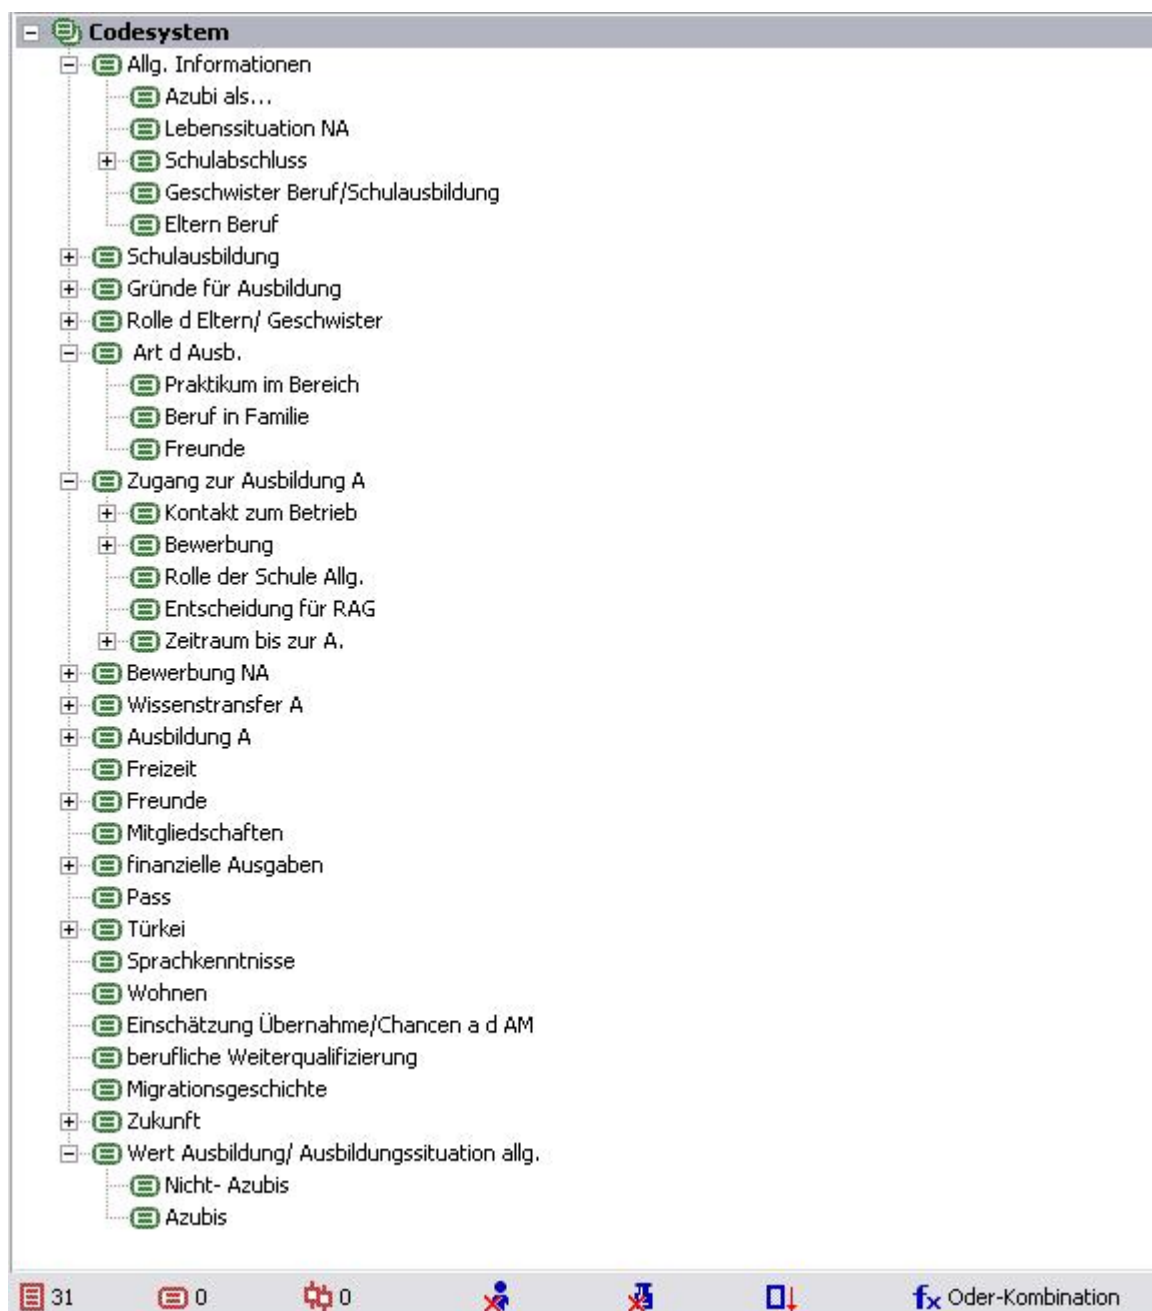 Codesystem
Allg. Informationen
Azubi als...
Lebenssituation NA
Schulabschluss
Geschwister Beruf/Schulausbildung
Eltern Beruf
Schulausbildung
Gründe für Ausbildung
Rolle d Eltern/ Geschwister
Art d Ausb.
Praktikum im Bereich
Beruf in Familie
Freunde
Zugang zur Ausbildung A
Kontakt zum Betrieb
Bewerbung
Rolle der Schule Allg.
Entscheidung für RAG
Zeitraum bis zur A.
Bewerbung NA
Wissenstransfer A
Ausbildung A
Freizeit
Freunde
Mitgliedschaften
finanzielle Ausgaben
Pass
Türkei
Sprachkenntnisse
Wohnen
Einschätzung Übernahme/Chancen a d AM
berufliche Weiterqualifizierung
Migrationsgeschichte
Zukunft
Wert Ausbildung/ Ausbildungssituation allg.
Nicht- Azubis
Azubis
31 0 0 fx Oder-Kombination